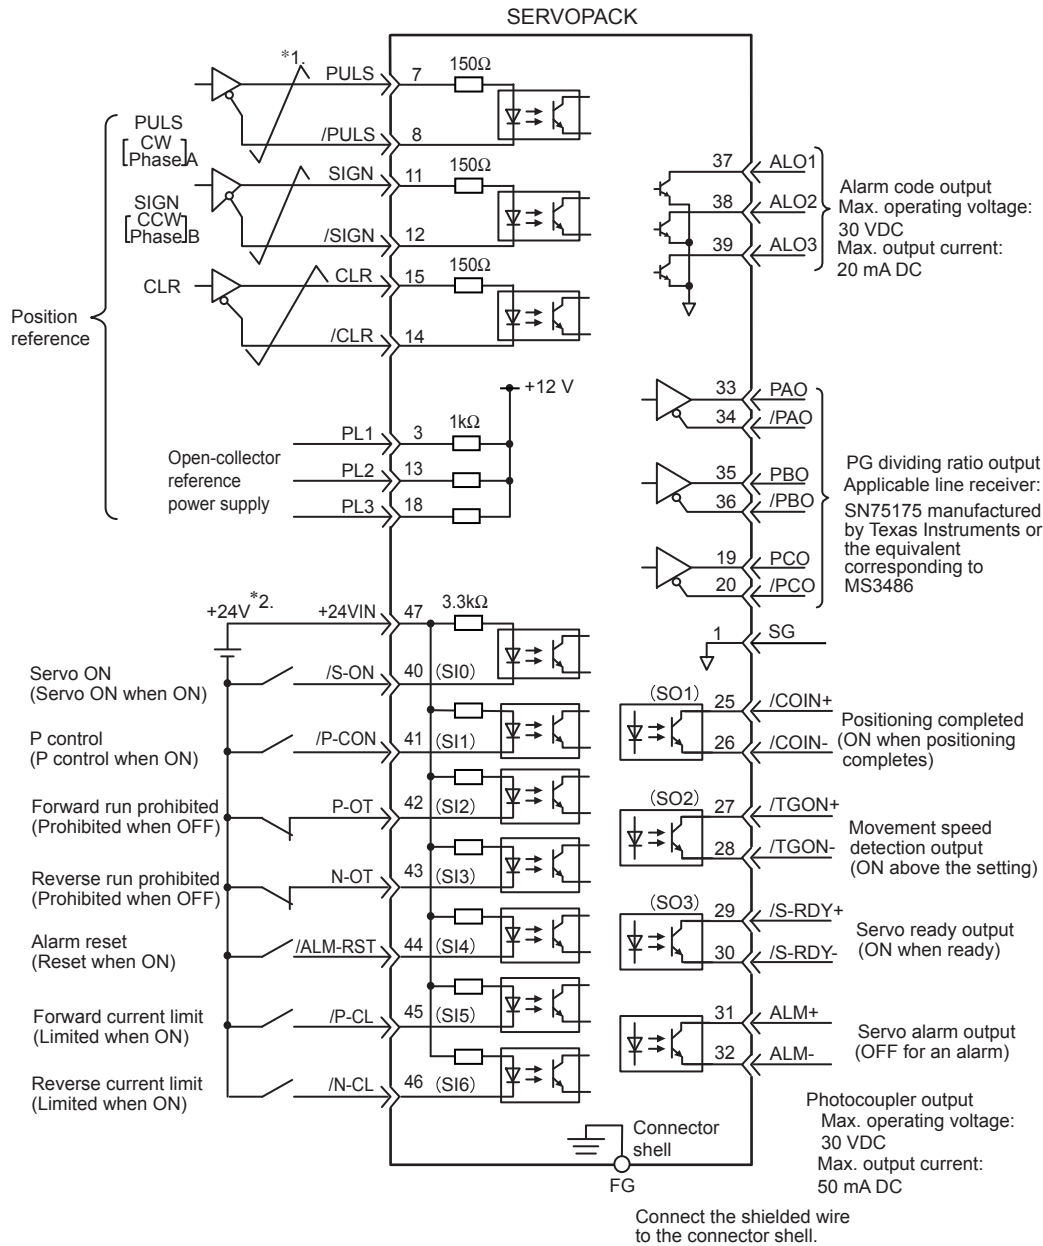 SERVOPACK
*1.
PULS
7
150Ω
/PULS
8
PULS
[CW
Phase]A
SIGN
11
150Ω
/SIGN
12
SIGN
[CCW
Phase]B
CLR
CLR
15
150Ω
/CLR
14
Position
reference
+12 V
PL1
3
1kΩ
PL2
13
PL3
18
Open-collector
reference
power supply
37
ALO1
38
ALO2
39
ALO3
Alarm code output
Max. operating voltage:
30 VDC
Max. output current:
20 mA DC
33
PAO
34
/PAO
35
PBO
36
/PBO
19
PCO
20
/PCO
PG dividing ratio output
Applicable line receiver:
SN75175 manufactured
by Texas Instruments or
the equivalent
corresponding to
MS3486
1
SG
+24V
*2.
+24VIN
47
3.3kΩ
Servo ON
(Servo ON when ON)
/S-ON
40
(SI0)
P control
(P control when ON)
/P-CON
41
(SI1)
Forward run prohibited
(Prohibited when OFF)
P-OT
42
(SI2)
Reverse run prohibited
(Prohibited when OFF)
N-OT
43
(SI3)
Alarm reset
(Reset when ON)
/ALM-RST
44
(SI4)
Forward current limit
(Limited when ON)
/P-CL
45
(SI5)
Reverse current limit
(Limited when ON)
/N-CL
46
(SI6)
(SO1)
25
/COIN+
26
/COIN-
Positioning completed
(ON when positioning
completes)
(SO2)
27
/TGON+
28
/TGON-
Movement speed
detection output
(ON above the setting)
(SO3)
29
/S-RDY+
30
/S-RDY-
Servo ready output
(ON when ready)
31
ALM+
32
ALM-
Servo alarm output
(OFF for an alarm)
Photocoupler output
Max. operating voltage:
30 VDC
Max. output current:
50 mA DC
Connector
shell
FG
Connect the shielded wire
to the connector shell.